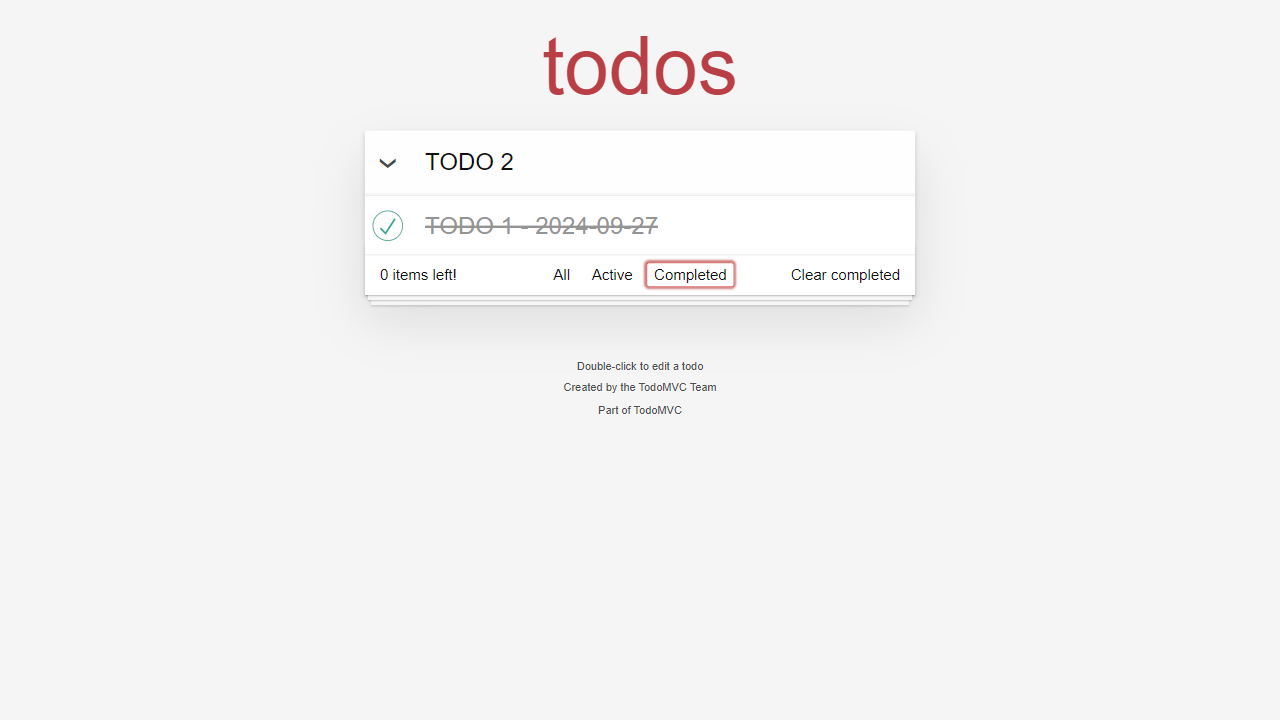 todos
TODO 2
TODO 1 - 2024-09-27
0 items left! All Active Completed Clear completed
Double-click to edit a todo
Created by the TodoMVC Team
Part of TodoMVC